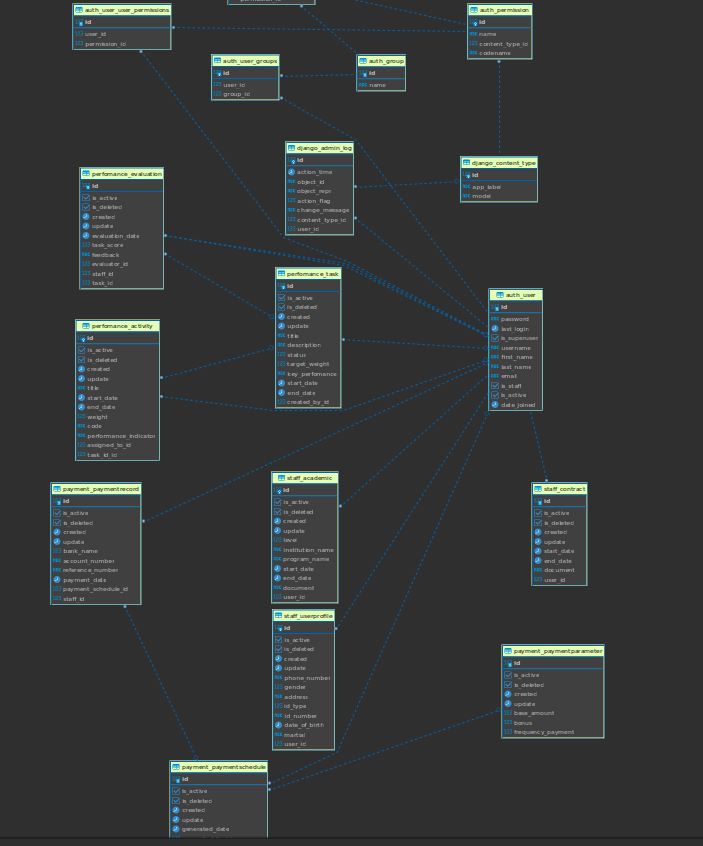 auth_user_user_permissions
id
user_id
permission_id
auth_permission
id
name
content_type_id
codename
auth_user_groups
id
user_id
group_id
auth_group
id
name
django_admin_log
id
action_time
object_id
object_repr
action_flag
change_message
content_type_id
user_id
django_content_type
id
app_label
model
perfomance_evaluation
id
is_active
is_deleted
created
update
evaluation_date
task_score
feedback
evaluator_id
staff_id
task_id
perfomance_task
id
is_active
is_deleted
created
update
title
description
status
target_weight
key_perfomance
start_date
end_date
created_by_id
auth_user
id
password
last_login
is_superuser
username
first_name
last_name
email
is_staff
is_active
date_joined
perfomance_activity
id
is_active
is_deleted
created
update
title
start_date
end_date
weight
code
performance_indicator
assigned_to_id
task_id_id
payment_paymentrecord
id
is_active
is_deleted
created
update
bank_name
account_number
reference_number
payment_date
payment_schedule_id
staff_id
staff_academic
id
is_active
is_deleted
created
update
level
institution_name
program_name
start_date
end_date
document
user_id
staff_contract
id
is_active
is_deleted
created
update
start_date
end_date
document
user_id
staff_userprofile
id
is_active
is_deleted
created
update
phone_number
gender
address
id_type
id_number
date_of_birth
martial
user_id
payment_paymentparameter
id
is_active
is_deleted
created
update
base_amount
bonus
frequency_payment
payment_paymentschedule
id
is_active
is_deleted
created
update
generated_date